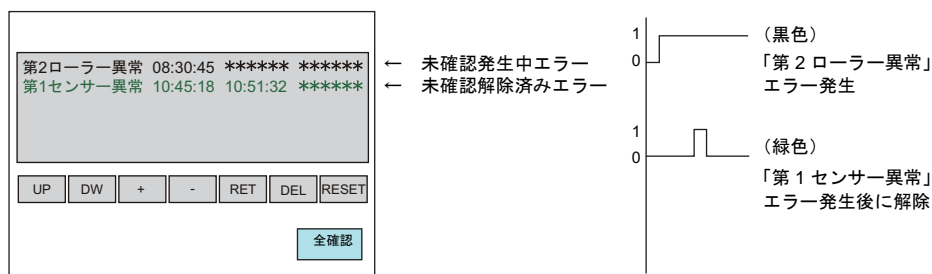 第2ローラー異常 08:30:45 ****** ******
第1センサー異常 10:45:18 10:51:32 ******
← 未確認発生中エラー
← 未確認解除済みエラー
UP DW + - RET DEL RESET
全確認
1
0
（黒色）
「第 2 ローラー異常」
エラー発生
1
0
（緑色）
「第 1 センサー異常」
エラー発生後に解除